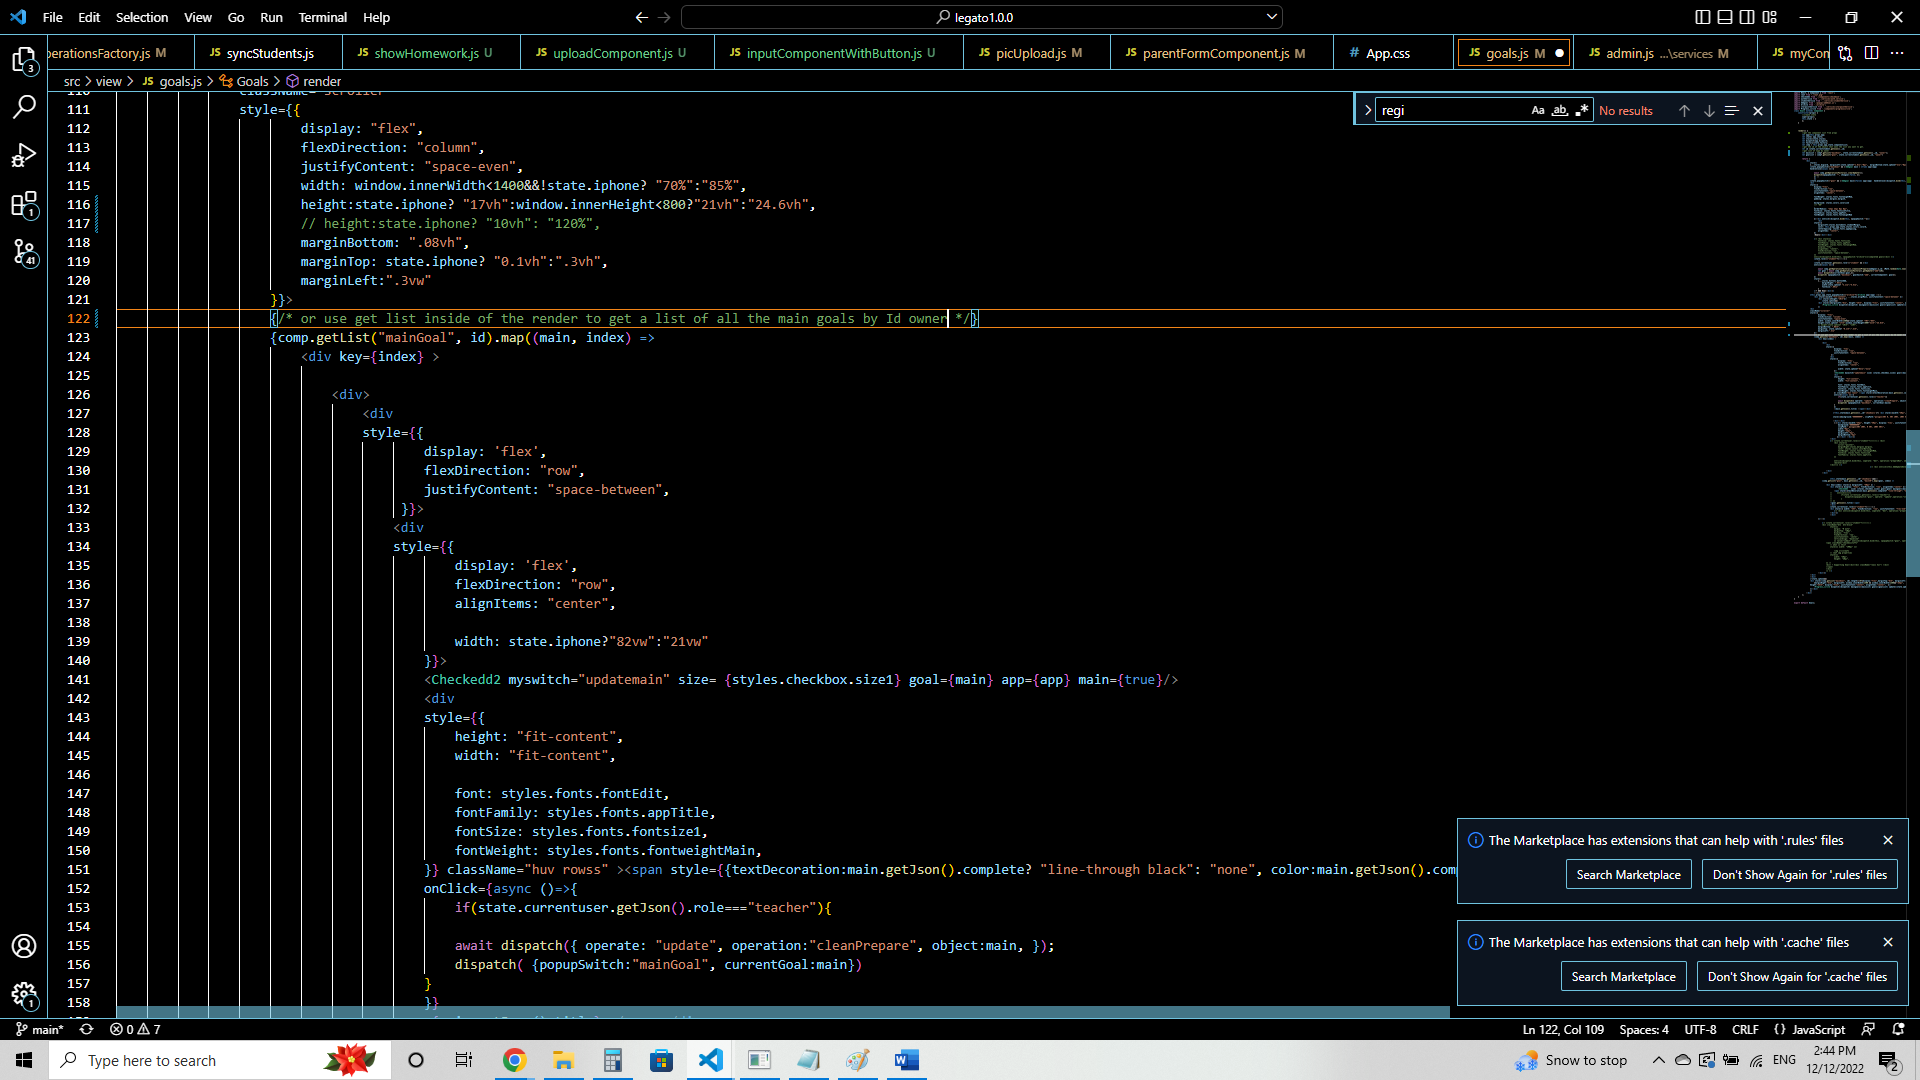 File Edit Selection View Go Run Terminal Help
legato1.0.0
perationsFactory.js M
JS syncStudents.js
JS showHomework.js U
JS uploadComponent.js U
JS inputComponentWithButton.js U
JS picUpload.js M
JS parentFormComponent.js M
# App.css
JS goals.js M
JS admin.js ...\services M
JS myCon
src > view > JS goals.js > Goals > render
regi
Aa ab
No results
111 style={{
112 display: "flex",
113 flexDirection: "column",
114 justifyContent: "space-even",
115 width: window.innerWidth<1400&&!state.iphone? "70%":"85%",
116 height:state.iphone? "17vh":window.innerHeight<800?"21vh":"24.6vh",
117 // height:state.iphone? "10vh": "120%",
118 marginBottom: ".08vh",
119 marginTop: state.iphone? "0.1vh":".3vh",
120 marginLeft:".3vw"
121 }}>
122 {/* or use get list inside of the render to get a list of all the main goals by Id owner */}
123 {comp.getList("mainGoal", id).map((main, index) =>
124 <div key={index} >
125
126 <div>
127 <div
128 style={{
129 display: 'flex',
130 flexDirection: "row",
131 justifyContent: "space-between",
132 }}>
133 <div
134 style={{
135 display: 'flex',
136 flexDirection: "row",
137 alignItems: "center",
138
139 width: state.iphone?"82vw":"21vw"
140 }}>
141 <Checkedd2 myswitch="updatemain" size= {styles.checkbox.size1} goal={main} app={app} main={true}/>
142 <div
143 style={{
144 height: "fit-content",
145 width: "fit-content",
146
147 font: styles.fonts.fontEdit,
148 fontFamily: styles.fonts.appTitle,
149 fontSize: styles.fonts.fontsize1,
150 fontWeight: styles.fonts.fontweightMain,
151 }} className="huv rowss" ><span style={{textDecoration:main.getJson().complete? "line-through black": "none", color:main.getJson().com
152 onClick={async ()=>{
153 if(state.currentuser.getJson().role==="teacher"){
154
155 await dispatch({ operate: "update", operation:"cleanPrepare", object:main, });
156 dispatch( {popupSwitch:"mainGoal", currentGoal:main})
157 }
158 }}
The Marketplace has extensions that can help with '.rules' files
Search Marketplace
Don't Show Again for '.rules' files
The Marketplace has extensions that can help with '.cache' files
Search Marketplace
Don't Show Again for '.cache' files
3
1
41
1
main* 0 7
Ln 122, Col 109 Spaces: 4 UTF-8 CRLF {} JavaScript
Type here to search
Snow to stop
ENG
2:44 PM
12/12/2022
2